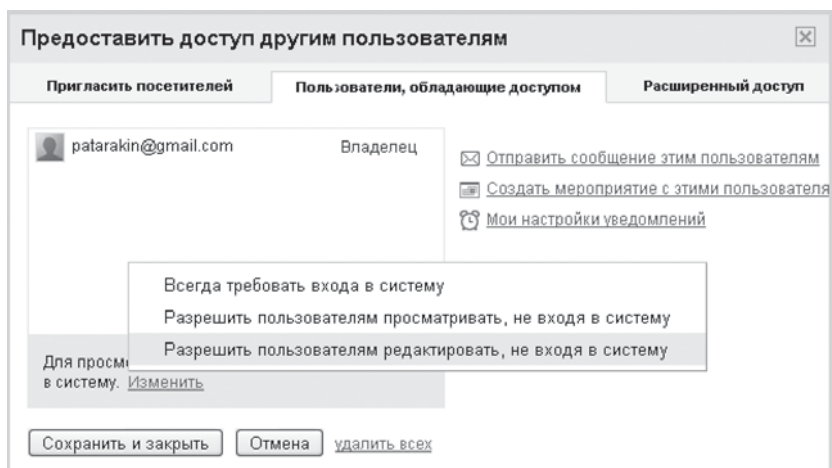 Предоставить доступ другим пользователям
Пригласить посетителей
Пользователи, обладающие доступом
Расширенный доступ
patarakin@gmail.com
Владелец
Отправить сообщение этим пользователям
Создать мероприятие с этими пользователя
Мои настройки уведомлений
Всегда требовать входа в систему
Разрешить пользователям просматривать, не входя в систему
Разрешить пользователям редактировать, не входя в систему
Для
в систему. Изменить
Сохранить и закрыть
Отмена
удалить всех